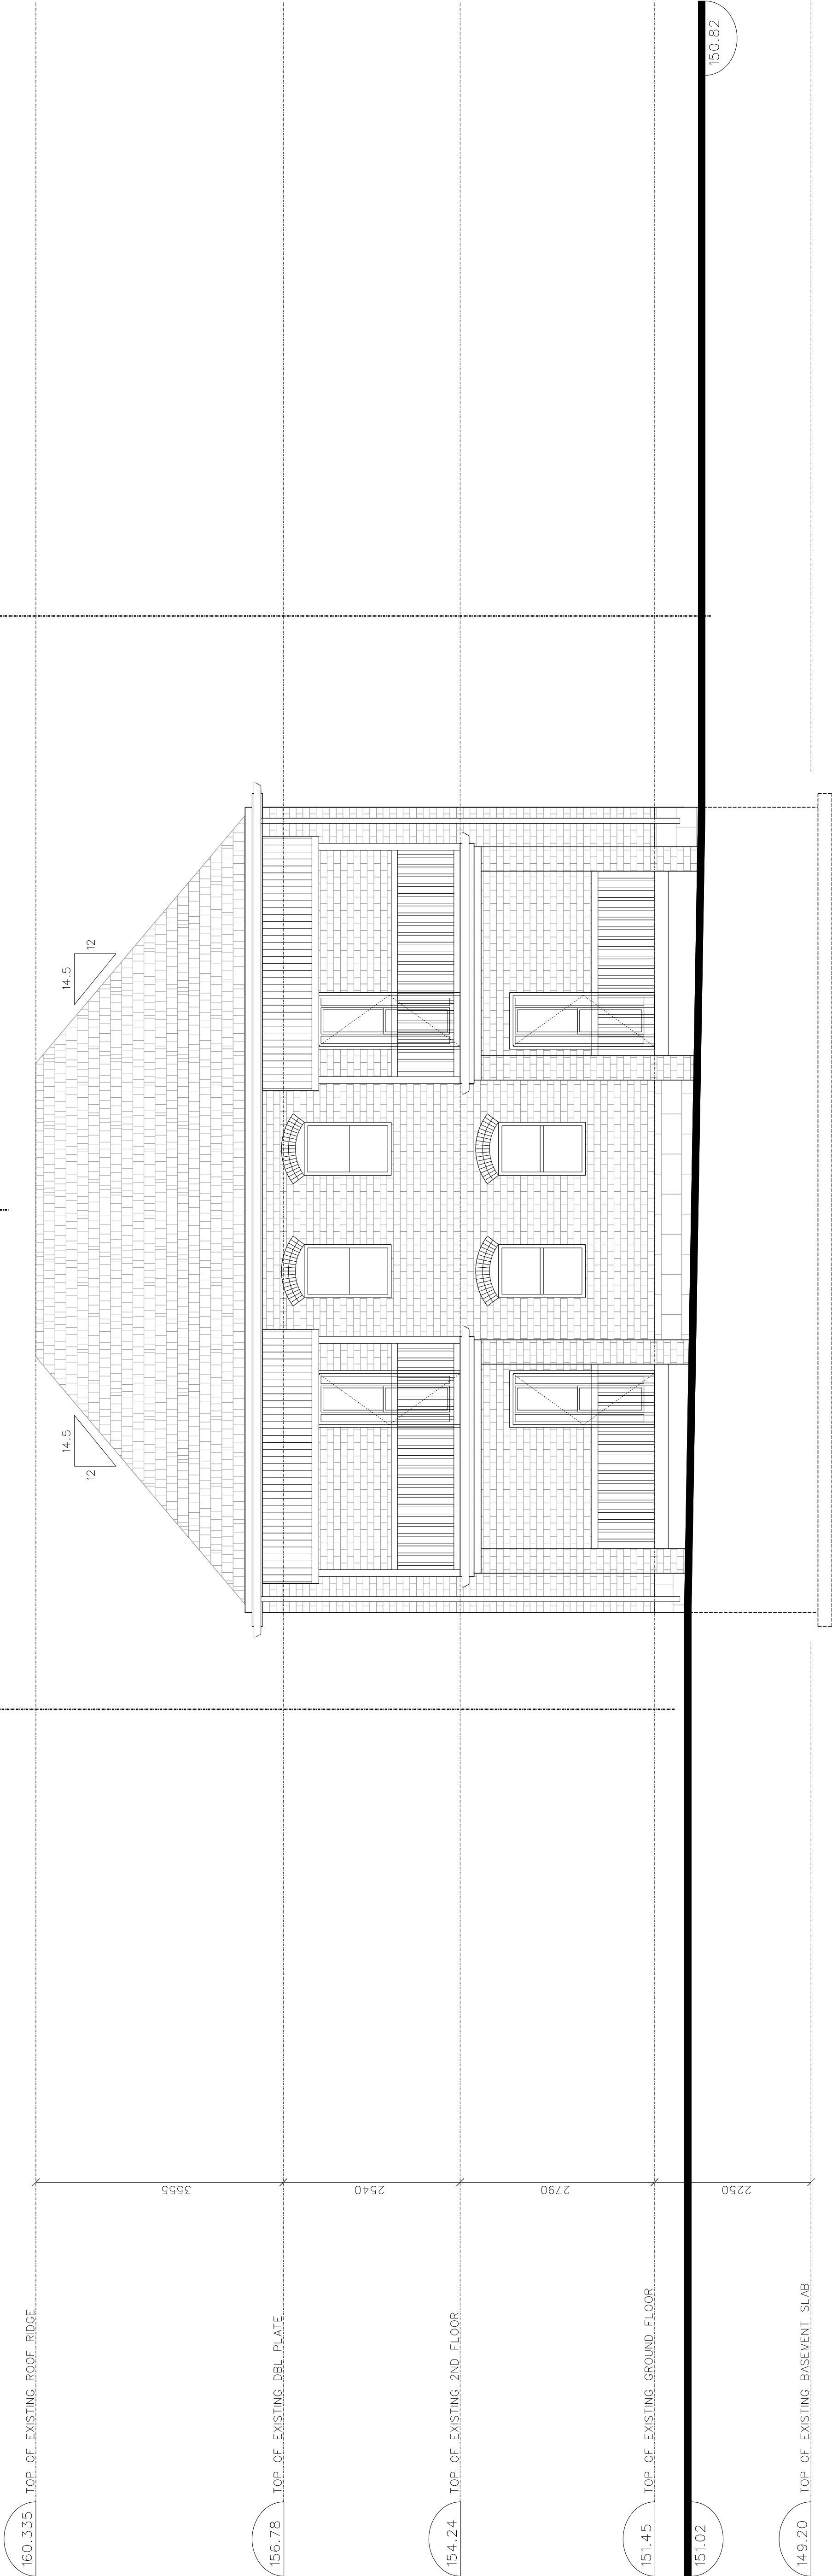 160.335 TOP OF EXISTING ROOF RIDGE
3555
14.5
12
14.5
12
156.78 TOP OF EXISTING DBL PLATE
2540
154.24 TOP OF EXISTING 2ND FLOOR
2790
151.45 TOP OF EXISTING GROUND FLOOR
151.02
150.82
2250
149.20 TOP OF EXISTING BASEMENT SLAB